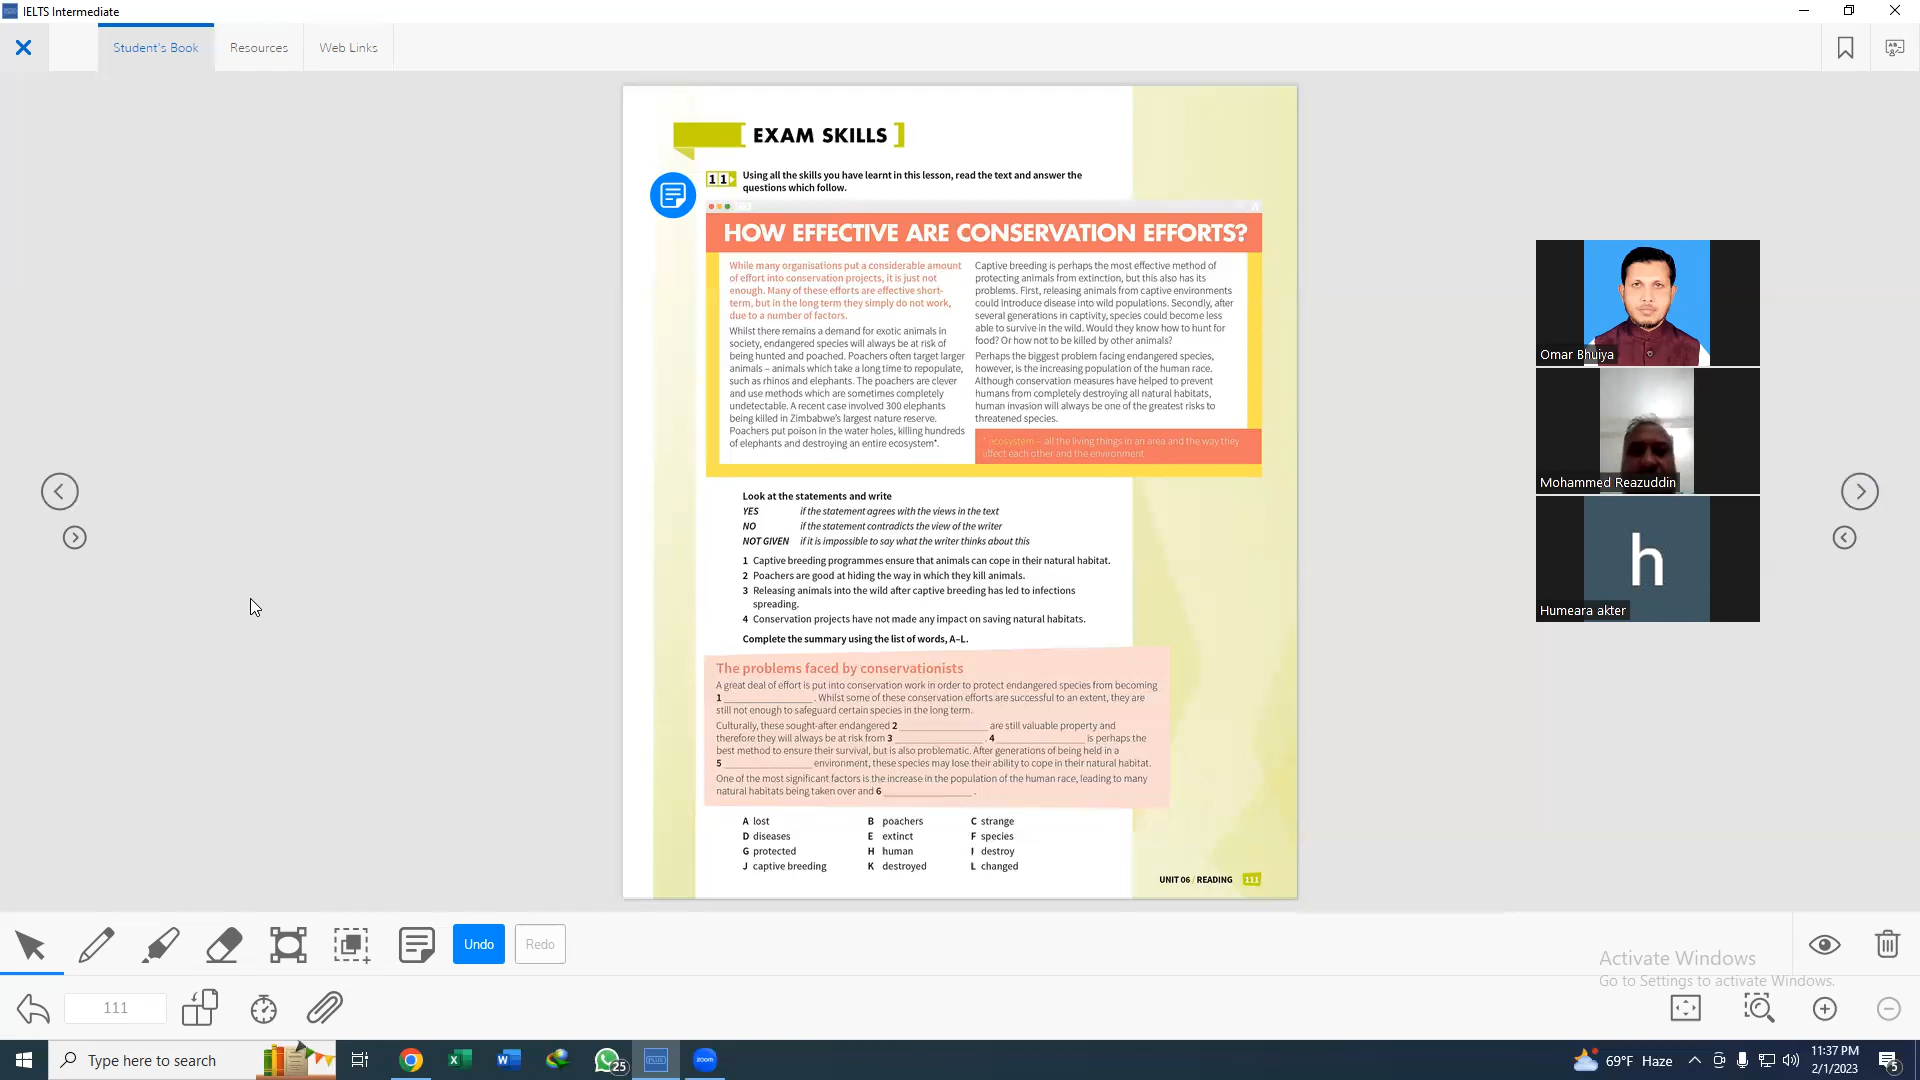 IELTS Intermediate
Student's Book
Resources
Web Links
EXAM SKILLS
11 Using all the skills you have learnt in this lesson, read the text and answer the
questions which follow.
HOW EFFECTIVE ARE CONSERVATION EFFORTS?
While many organisations put a considerable amount
of effort into conservation projects, it is just not
enough. Many of these efforts are effective short-
term, but in the long term they simply do not work,
due to a number of factors.
Whilst there remains a demand for exotic animals in
society, endangered species will always be at risk of
being hunted and poached. Poachers often target larger
animals – animals which take a long time to repopulate,
such as rhinos and elephants. The poachers are clever
and use methods which are sometimes completely
undetectable. A recent case involved 300 elephants
being killed in Zimbabwe's largest nature reserve.
Poachers put poison in the water holes, killing hundreds
of elephants and destroying an entire ecosystem*.
Captive breeding is perhaps the most effective method of
protecting animals from extinction, but this also has its
problems. First, releasing animals from captive environments
could introduce disease into wild populations. Secondly, after
several generations in captivity, species could become less
able to survive in the wild. Would they know how to hunt for
food? Or how not to be killed by other animals?
Perhaps the biggest problem facing endangered species,
however, is the increasing population of the human race.
Although conservation measures have helped to prevent
humans from completely destroying all natural habitats,
human invasion will always be one of the greatest risks to
threatened species.
* ecosystem – all the living things in an area and the way they
affect each other and the environment
Look at the statements and write
YES if the statement agrees with the views in the text
NO if the statement contradicts the view of the writer
NOT GIVEN if it is impossible to say what the writer thinks about this
1 Captive breeding programmes ensure that animals can cope in their natural habitat.
2 Poachers are good at hiding the way in which they kill animals.
3 Releasing animals into the wild after captive breeding has led to infections
spreading.
4 Conservation projects have not made any impact on saving natural habitats.
Complete the summary using the list of words, A–L.
The problems faced by conservationists
A great deal of effort is put into conservation work in order to protect endangered species from becoming
1 ______________ . Whilst some of these conservation efforts are successful to an extent, they are
still not enough to safeguard certain species in the long term.
Culturally, these sought-after endangered 2 ______________ are still valuable property and
therefore they will always be at risk from 3 ______________ . 4 ______________ is perhaps the
best method to ensure their survival, but is also problematic. After generations of being held in a
5 ______________ environment, these species may lose their ability to cope in their natural habitat.
One of the most significant factors is the increase in the population of the human race, leading to many
natural habitats being taken over and 6 ______________ .
A lost B poachers C strange
D diseases E extinct F species
G protected H human I destroy
J captive breeding K destroyed L changed
UNIT 06 / READING 111
Omar Bhuiya
Mohammed Reazuddin
h
Humeara akter
Undo
Redo
Activate Windows
Go to Settings to activate Windows.
111
Type here to search
25
zoom
69°F Haze
11:37 PM
2/1/2023
5